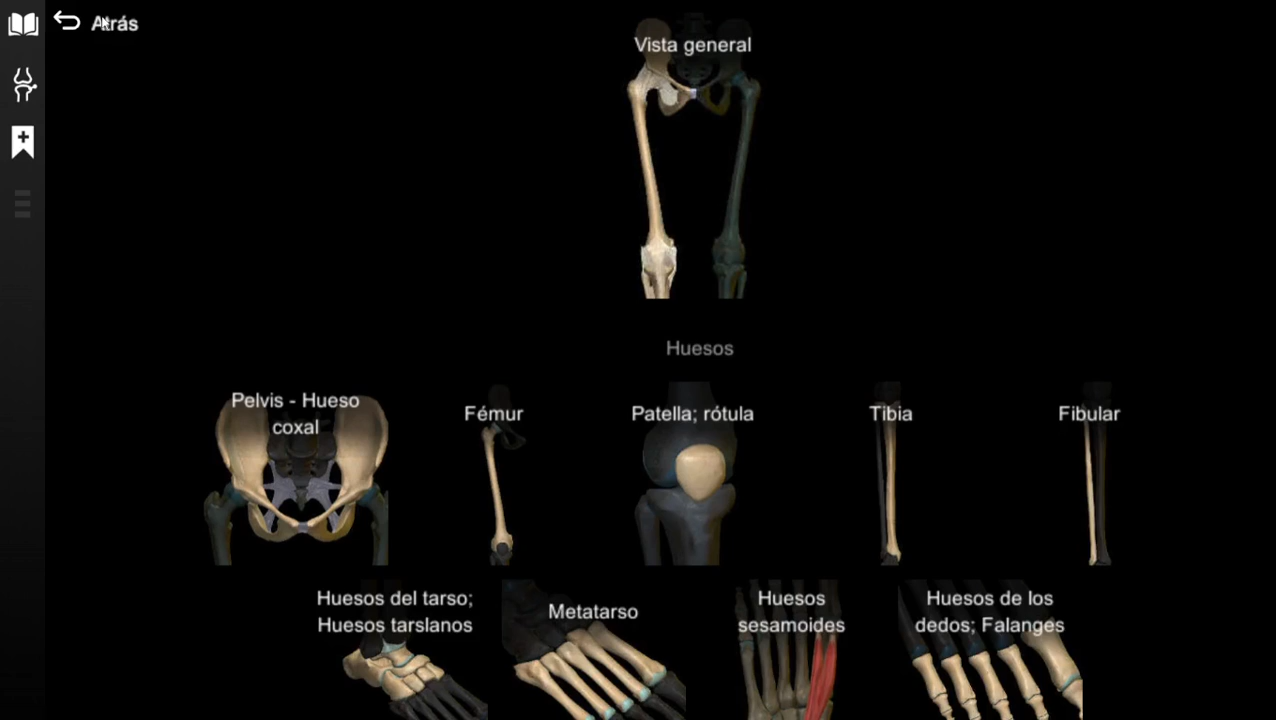 Atrás
Vista general
Huesos
Pelvis - Hueso
coxal
Fémur
Patella; rótula
Tibia
Fibular
Huesos del tarso;
Huesos tarslanos
Metatarso
Huesos
sesamoides
Huesos de los
dedos; Falanges